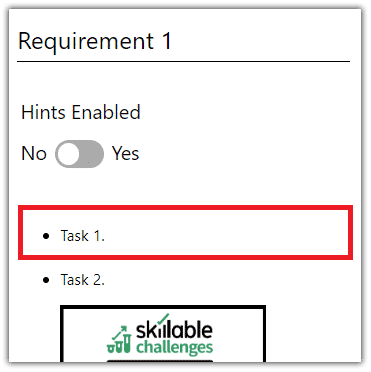 Requirement 1
Hints Enabled
No Yes
Task 1.
Task 2.
skillable
challenges